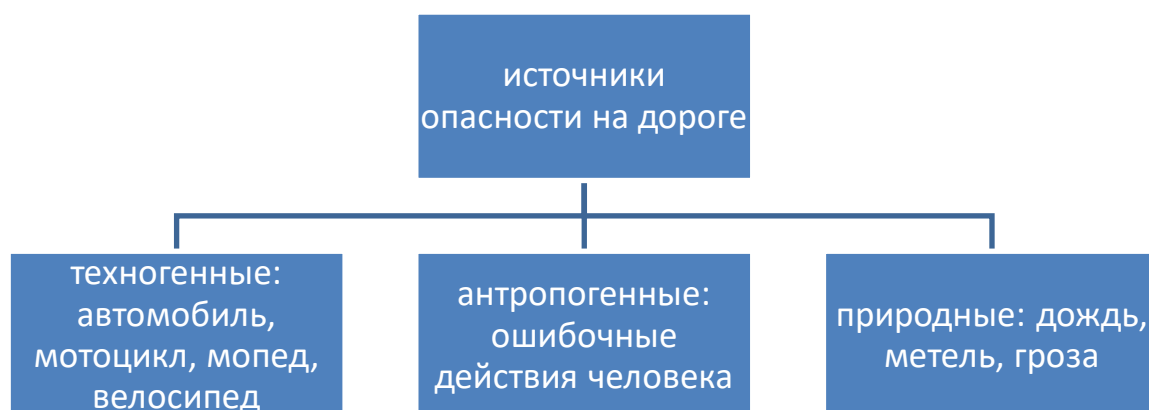 источники
опасности на дороге
техногенные:
автомобиль,
мотоцикл, мопед,
велосипед
антропогенные:
ошибочные
действия человека
природные: дождь,
метель, гроза